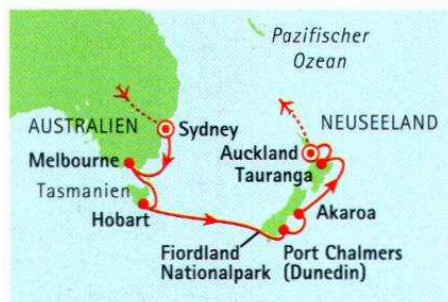 Pazifischer
Ozean
AUSTRALIEN
Sydney
NEUSEELAND
Melbourne
Auckland
Tauranga
Tasmanien
Hobart
Akaroa
Fiordland
Nationalpark
Port Chalmers
(Dunedin)